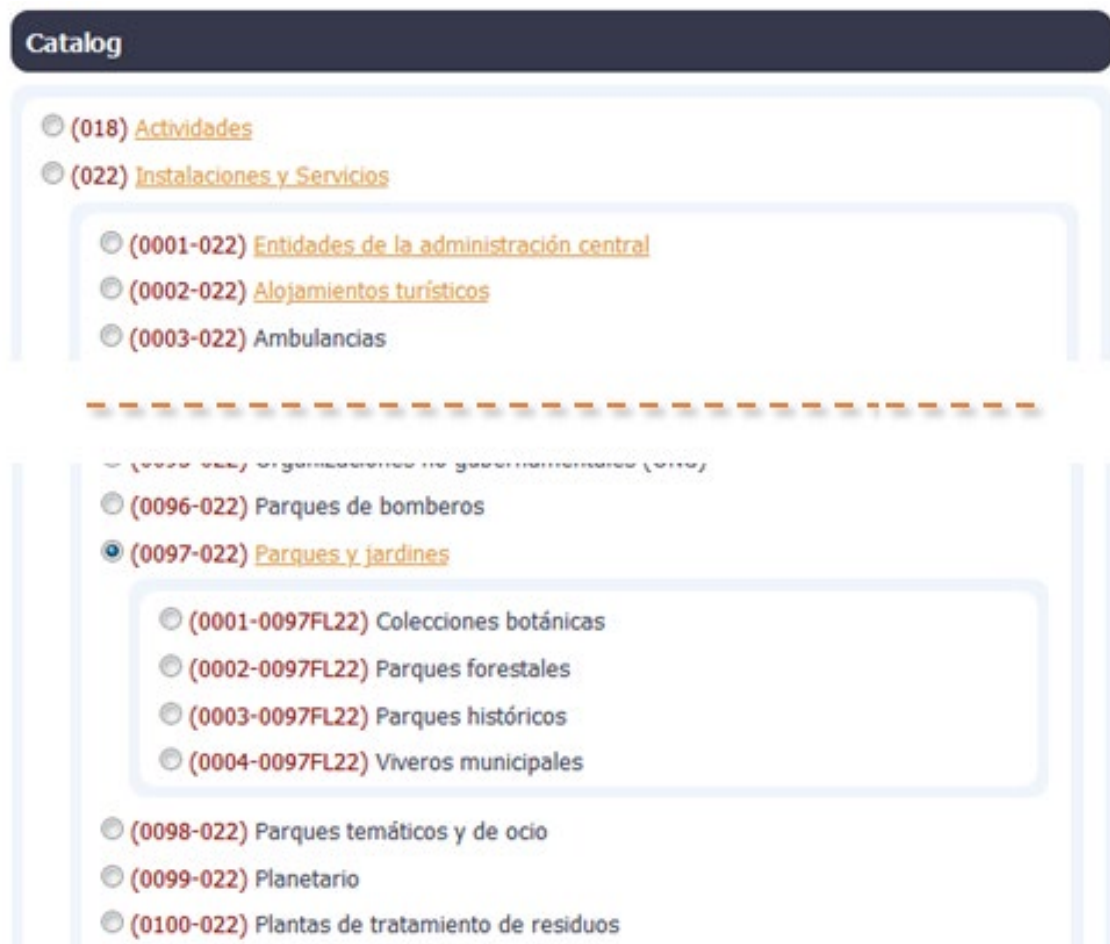 Catalog
(018) Actividades
(022) Instalaciones y Servicios
(0001-022) Entidades de la administración central
(0002-022) Alojamientos turísticos
(0003-022) Ambulancias
(0096-022) Parques de bomberos
(0097-022) Parques y jardines
(0001-0097FL22) Colecciones botánicas
(0002-0097FL22) Parques forestales
(0003-0097FL22) Parques históricos
(0004-0097FL22) Viveros municipales
(0098-022) Parques temáticos y de ocio
(0099-022) Planetario
(0100-022) Plantas de tratamiento de residuos